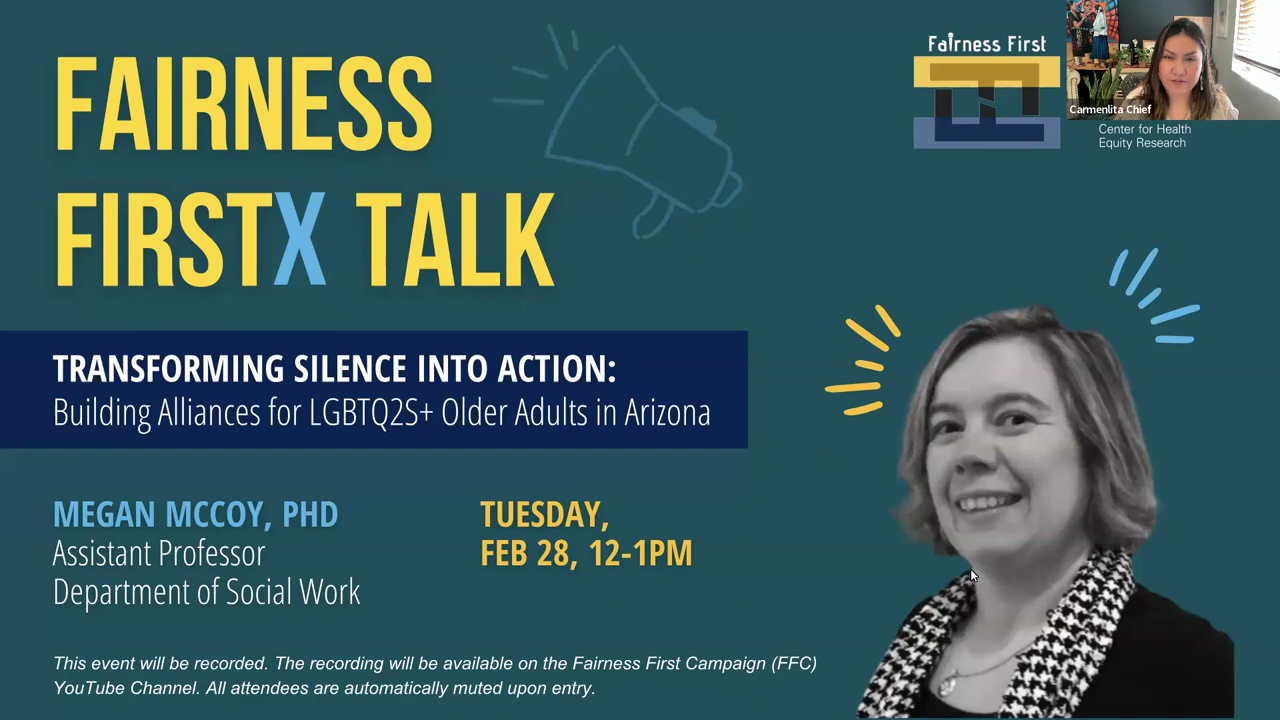 FAIRNESS
FIRSTX TALK
Fairness First
Carmenlita Chief
Center for Health
Equity Research
TRANSFORMING SILENCE INTO ACTION:
Building Alliances for LGBTQ2S+ Older Adults in Arizona
MEGAN MCCOY, PHD
Assistant Professor
Department of Social Work
TUESDAY,
FEB 28, 12-1PM
This event will be recorded. The recording will be available on the Fairness First Campaign (FFC)
YouTube Channel. All attendees are automatically muted upon entry.